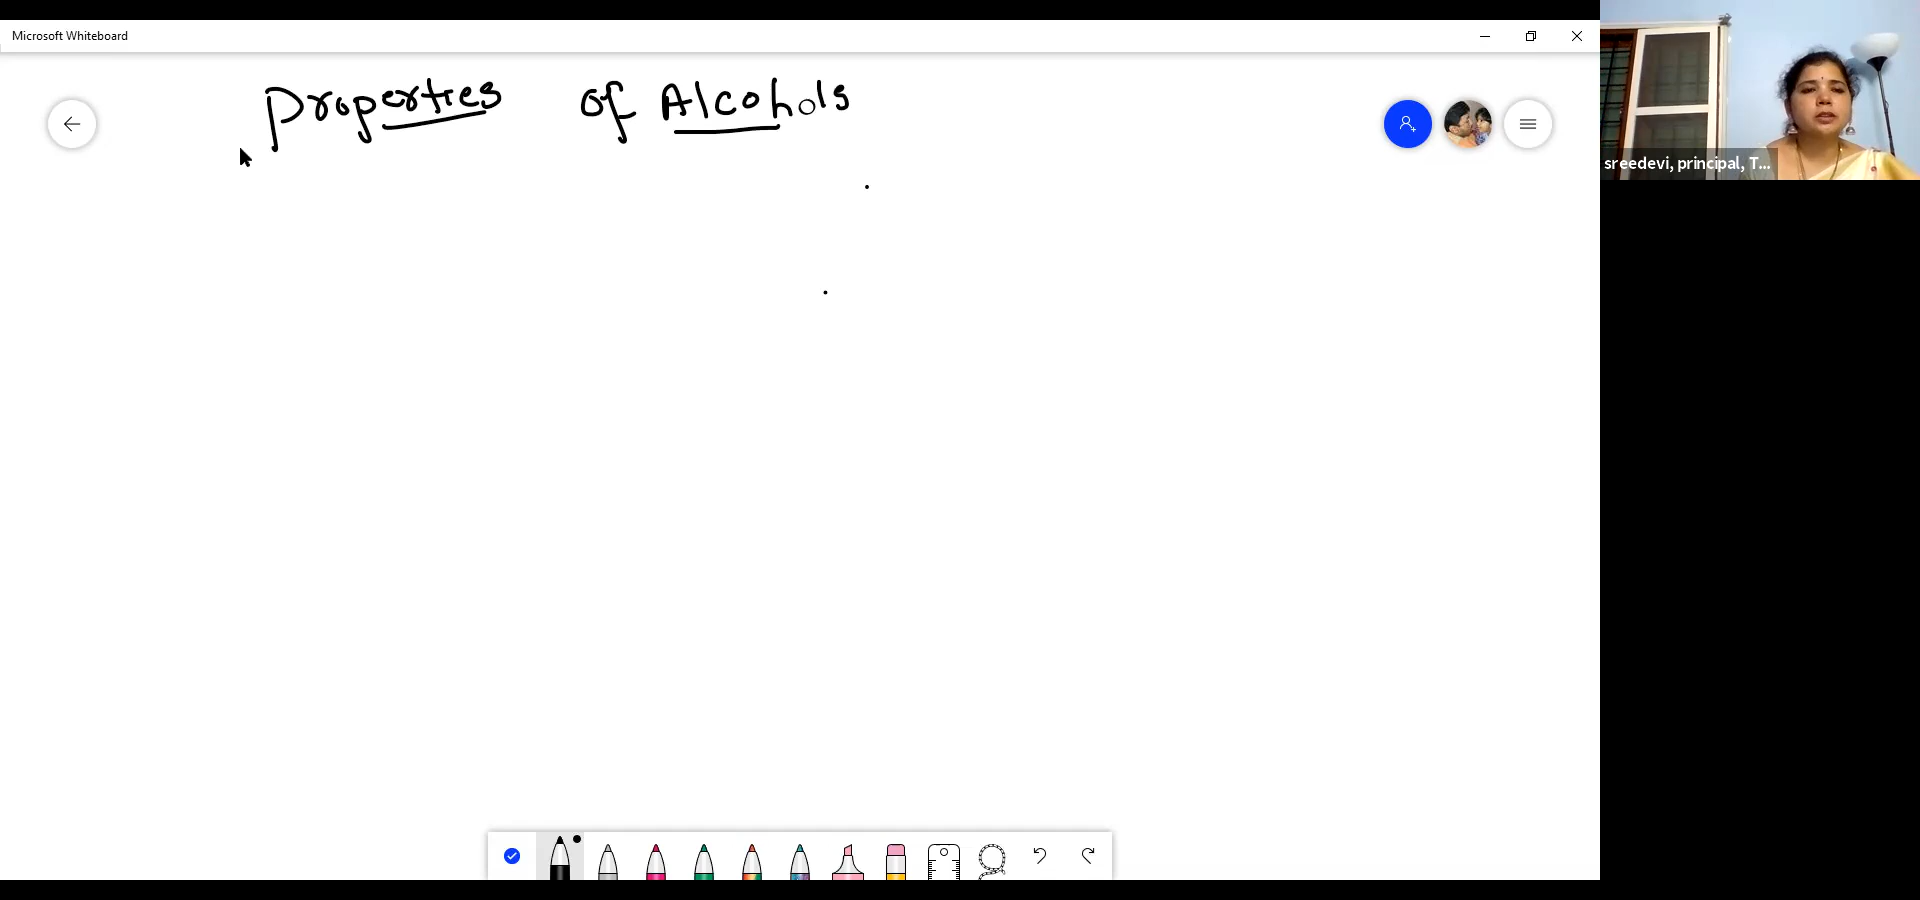 Microsoft Whiteboard
Properties of Alcohols
sreedevi, principal, T...